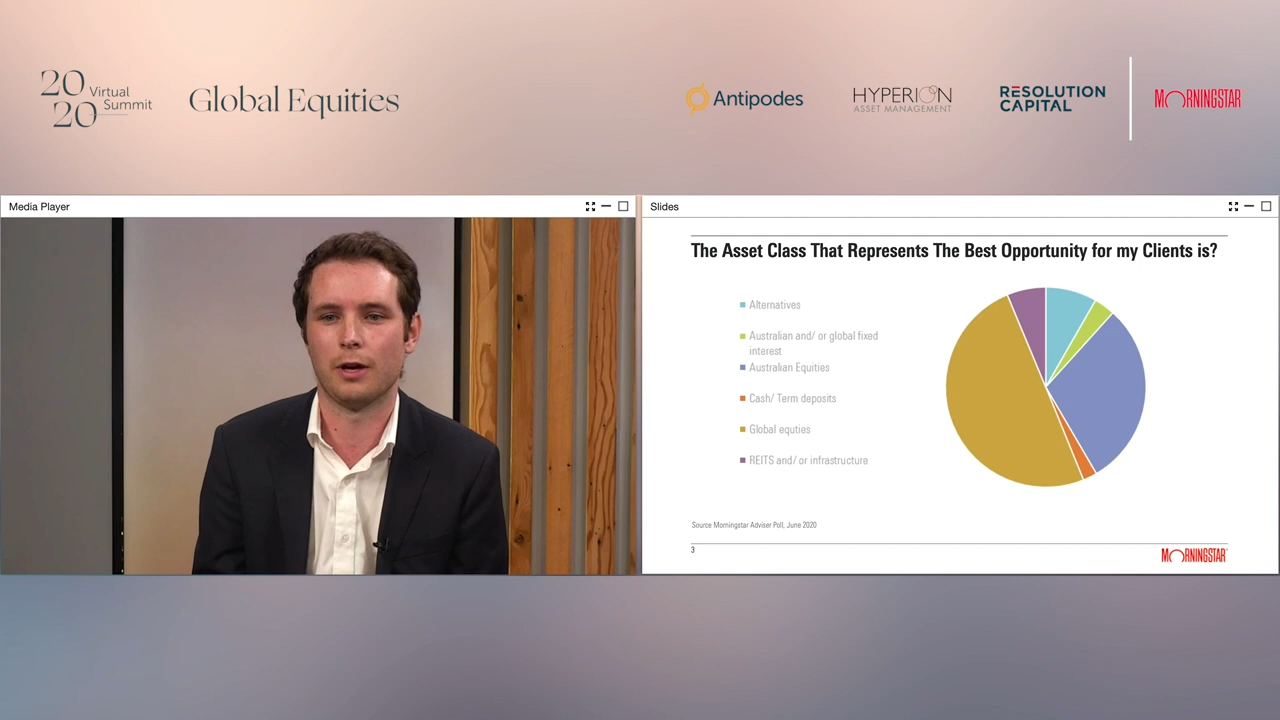 20
20
Virtual
Summit
Global Equities
Antipodes
HYPERION
ASSET MANAGEMENT
RESOLUTION
CAPITAL
MORNINGSTAR
Media Player
Slides
The Asset Class That Represents The Best Opportunity for my Clients is?
Alternatives
Australian and/ or global fixed
interest
Australian Equities
Cash/ Term deposits
Global equties
REITS and/ or infrastructure
Source Morningstar Adviser Poll, June 2020
3
MORNINGSTAR